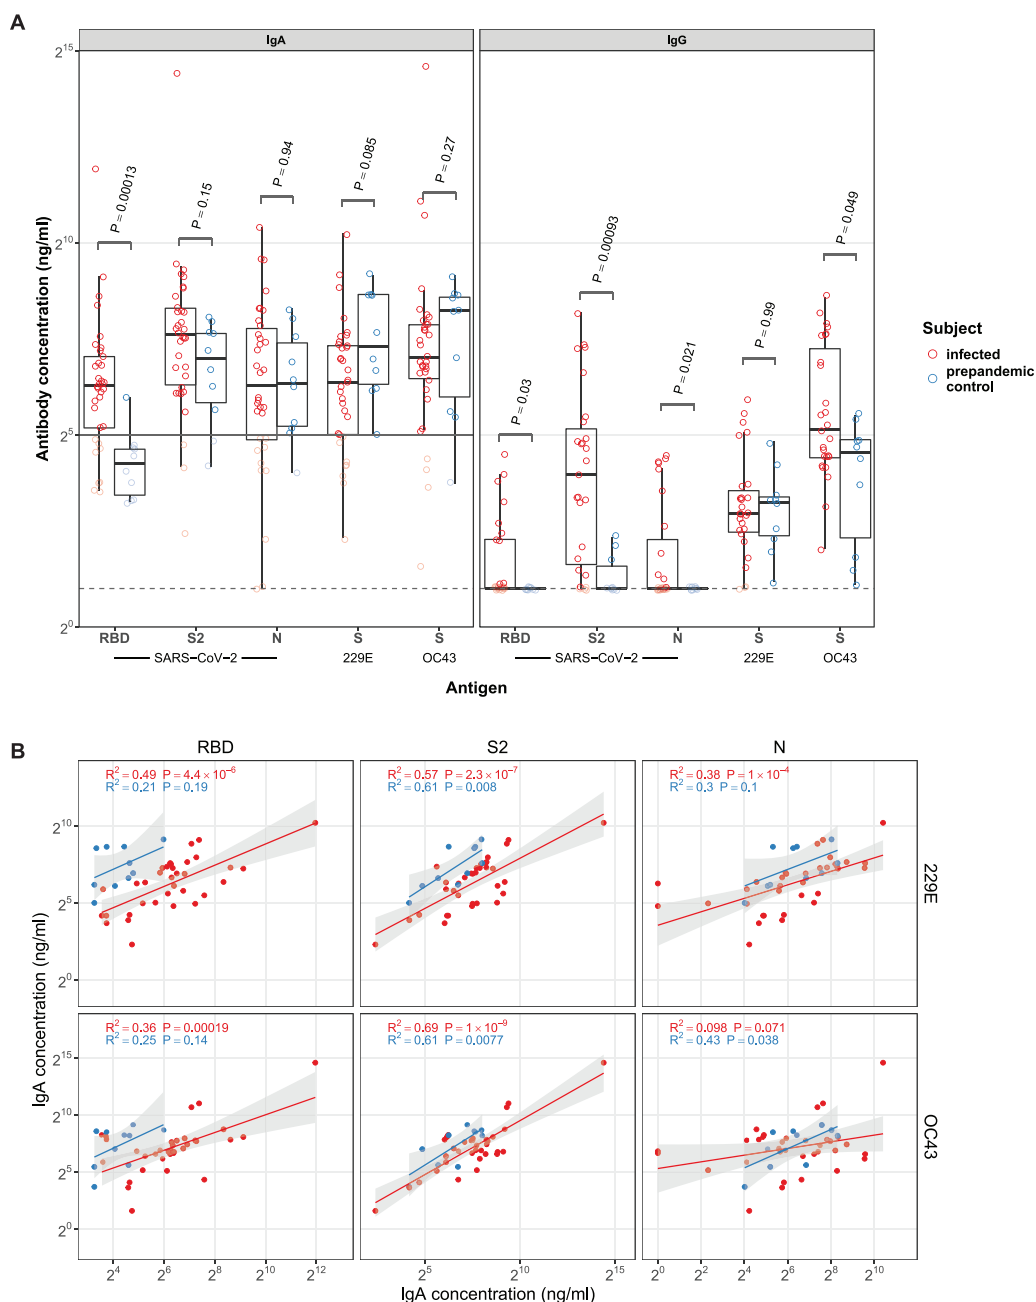 A
IgA IgG
2^15
2^10
2^5
2^0
Antibody concentration (ng/ml)
P = 0.00013
P = 0.15
P = 0.94
P = 0.085
P = 0.27
P = 0.03
P = 0.00093
P = 0.021
P = 0.99
P = 0.049
Subject
infected
prepandemic
control
RBD S2 N S S RBD S2 N S S
SARS−CoV−2 229E OC43 SARS−CoV−2 229E OC43
Antigen
B
RBD S2 N
R^2 = 0.49 P = 4.4 × 10^−6
R^2 = 0.21 P = 0.19
R^2 = 0.57 P = 2.3 × 10^−7
R^2 = 0.61 P = 0.008
R^2 = 0.38 P = 1 × 10^−4
R^2 = 0.3 P = 0.1
2^10
2^5
2^0
229E
R^2 = 0.36 P = 0.00019
R^2 = 0.25 P = 0.14
R^2 = 0.69 P = 1 × 10^−9
R^2 = 0.61 P = 0.0077
R^2 = 0.098 P = 0.071
R^2 = 0.43 P = 0.038
2^15
2^10
2^5
2^0
OC43
IgA concentration (ng/ml)
2^4 2^6 2^8 2^10 2^12 2^5 2^10 2^15 2^0 2^2 2^4 2^6 2^8 2^10
IgA concentration (ng/ml)